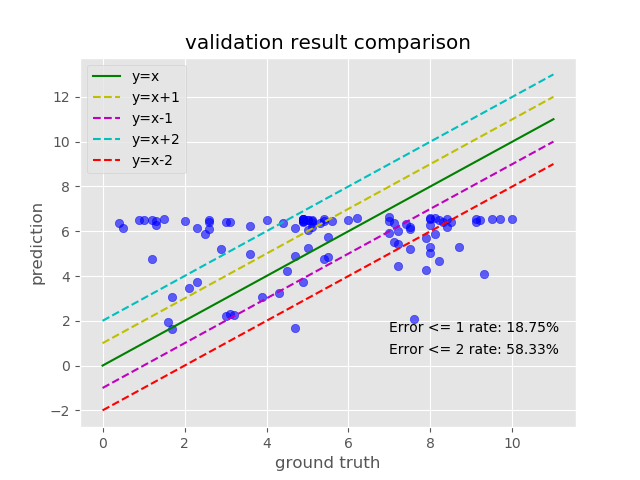 validation result comparison
y=x
y=x+1
y=x-1
y=x+2
y=x-2
12
10
8
6
4
2
0
−2
prediction
Error <= 1 rate: 18.75%
Error <= 2 rate: 58.33%
0 2 4 6 8 10
ground truth